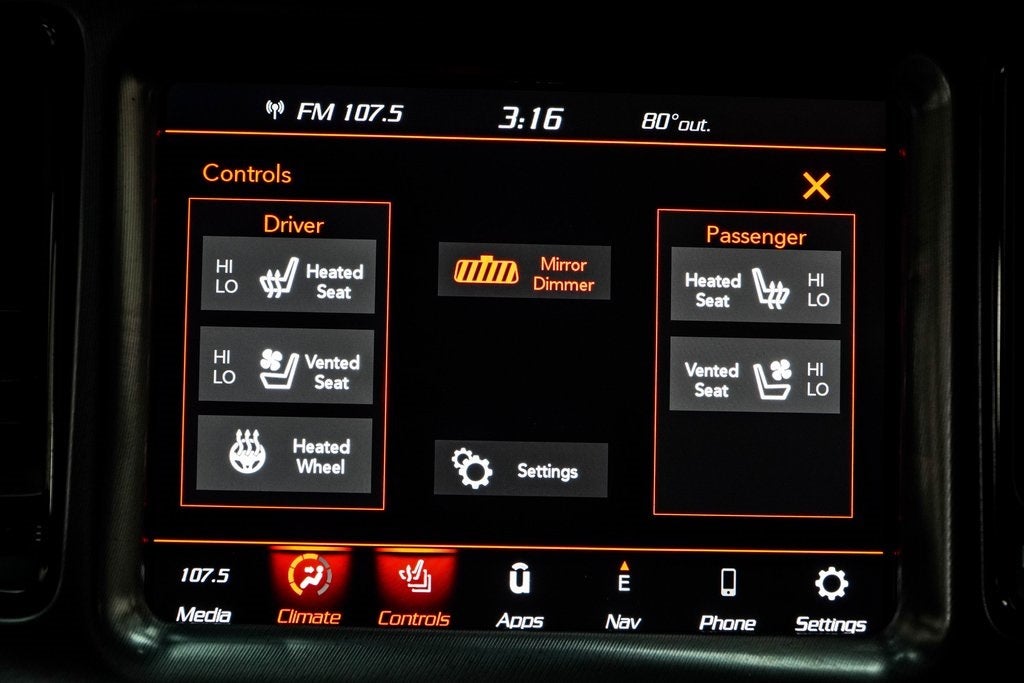 FM 107.5 3:16 80°out.
Controls
Driver
HI
LO
Heated
Seat
HI
LO
Vented
Seat
Heated
Wheel
Mirror
Dimmer
Settings
Passenger
Heated
Seat
HI
LO
Vented
Seat
HI
LO
107.5
Media
Climate
Controls
Apps
E
Nav
Phone
Settings